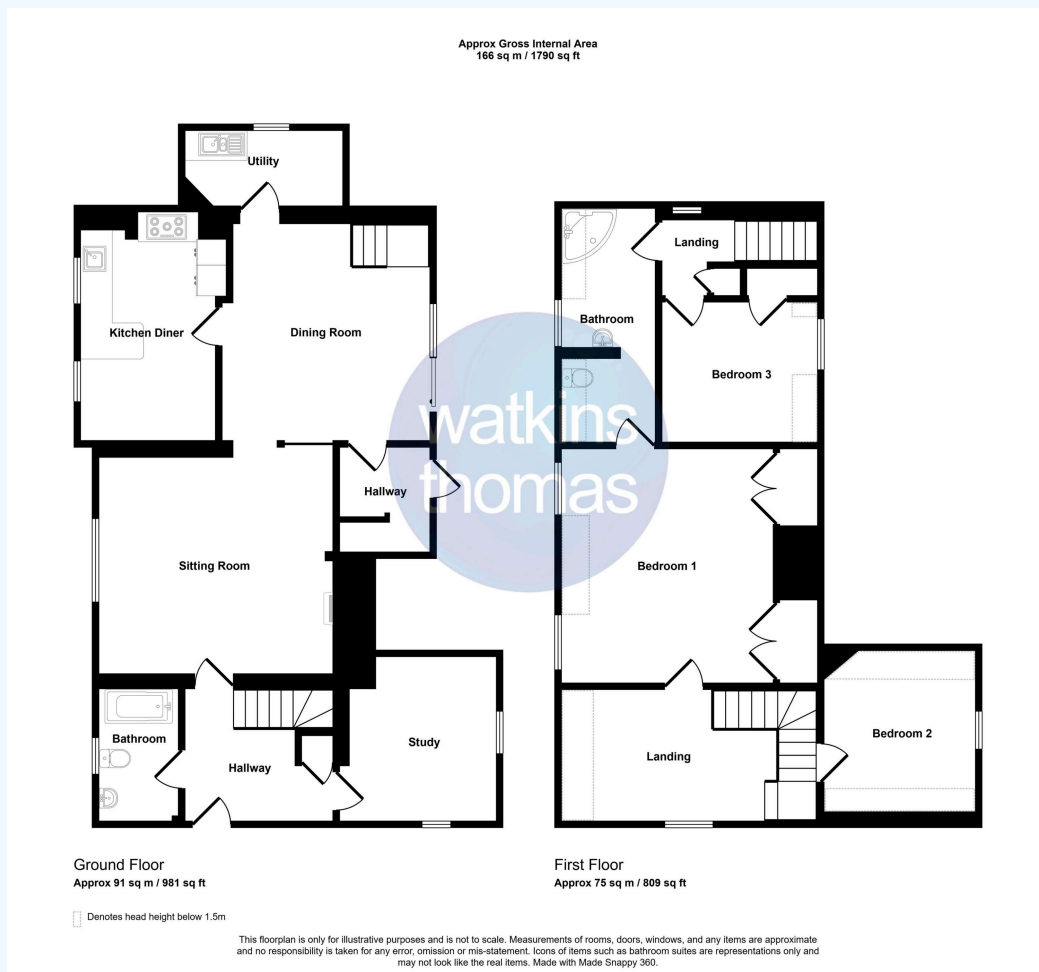 Approx Gross Internal Area
166 sq m / 1790 sq ft
Utility
Kitchen Diner
Dining Room
Hallway
Sitting Room
Bathroom
Hallway
Study
Landing
Bathroom
Bedroom 3
Bedroom 1
Landing
Bedroom 2
watkins
thomas
Ground Floor
Approx 91 sq m / 981 sq ft
First Floor
Approx 75 sq m / 809 sq ft
Denotes head height below 1.5m
This floorplan is only for illustrative purposes and is not to scale. Measurements of rooms, doors, windows, and any items are approximate
and no responsibility is taken for any error, omission or mis-statement. Icons of items such as bathroom suites are representations only and
may not look like the real items. Made with Made Snappy 360.